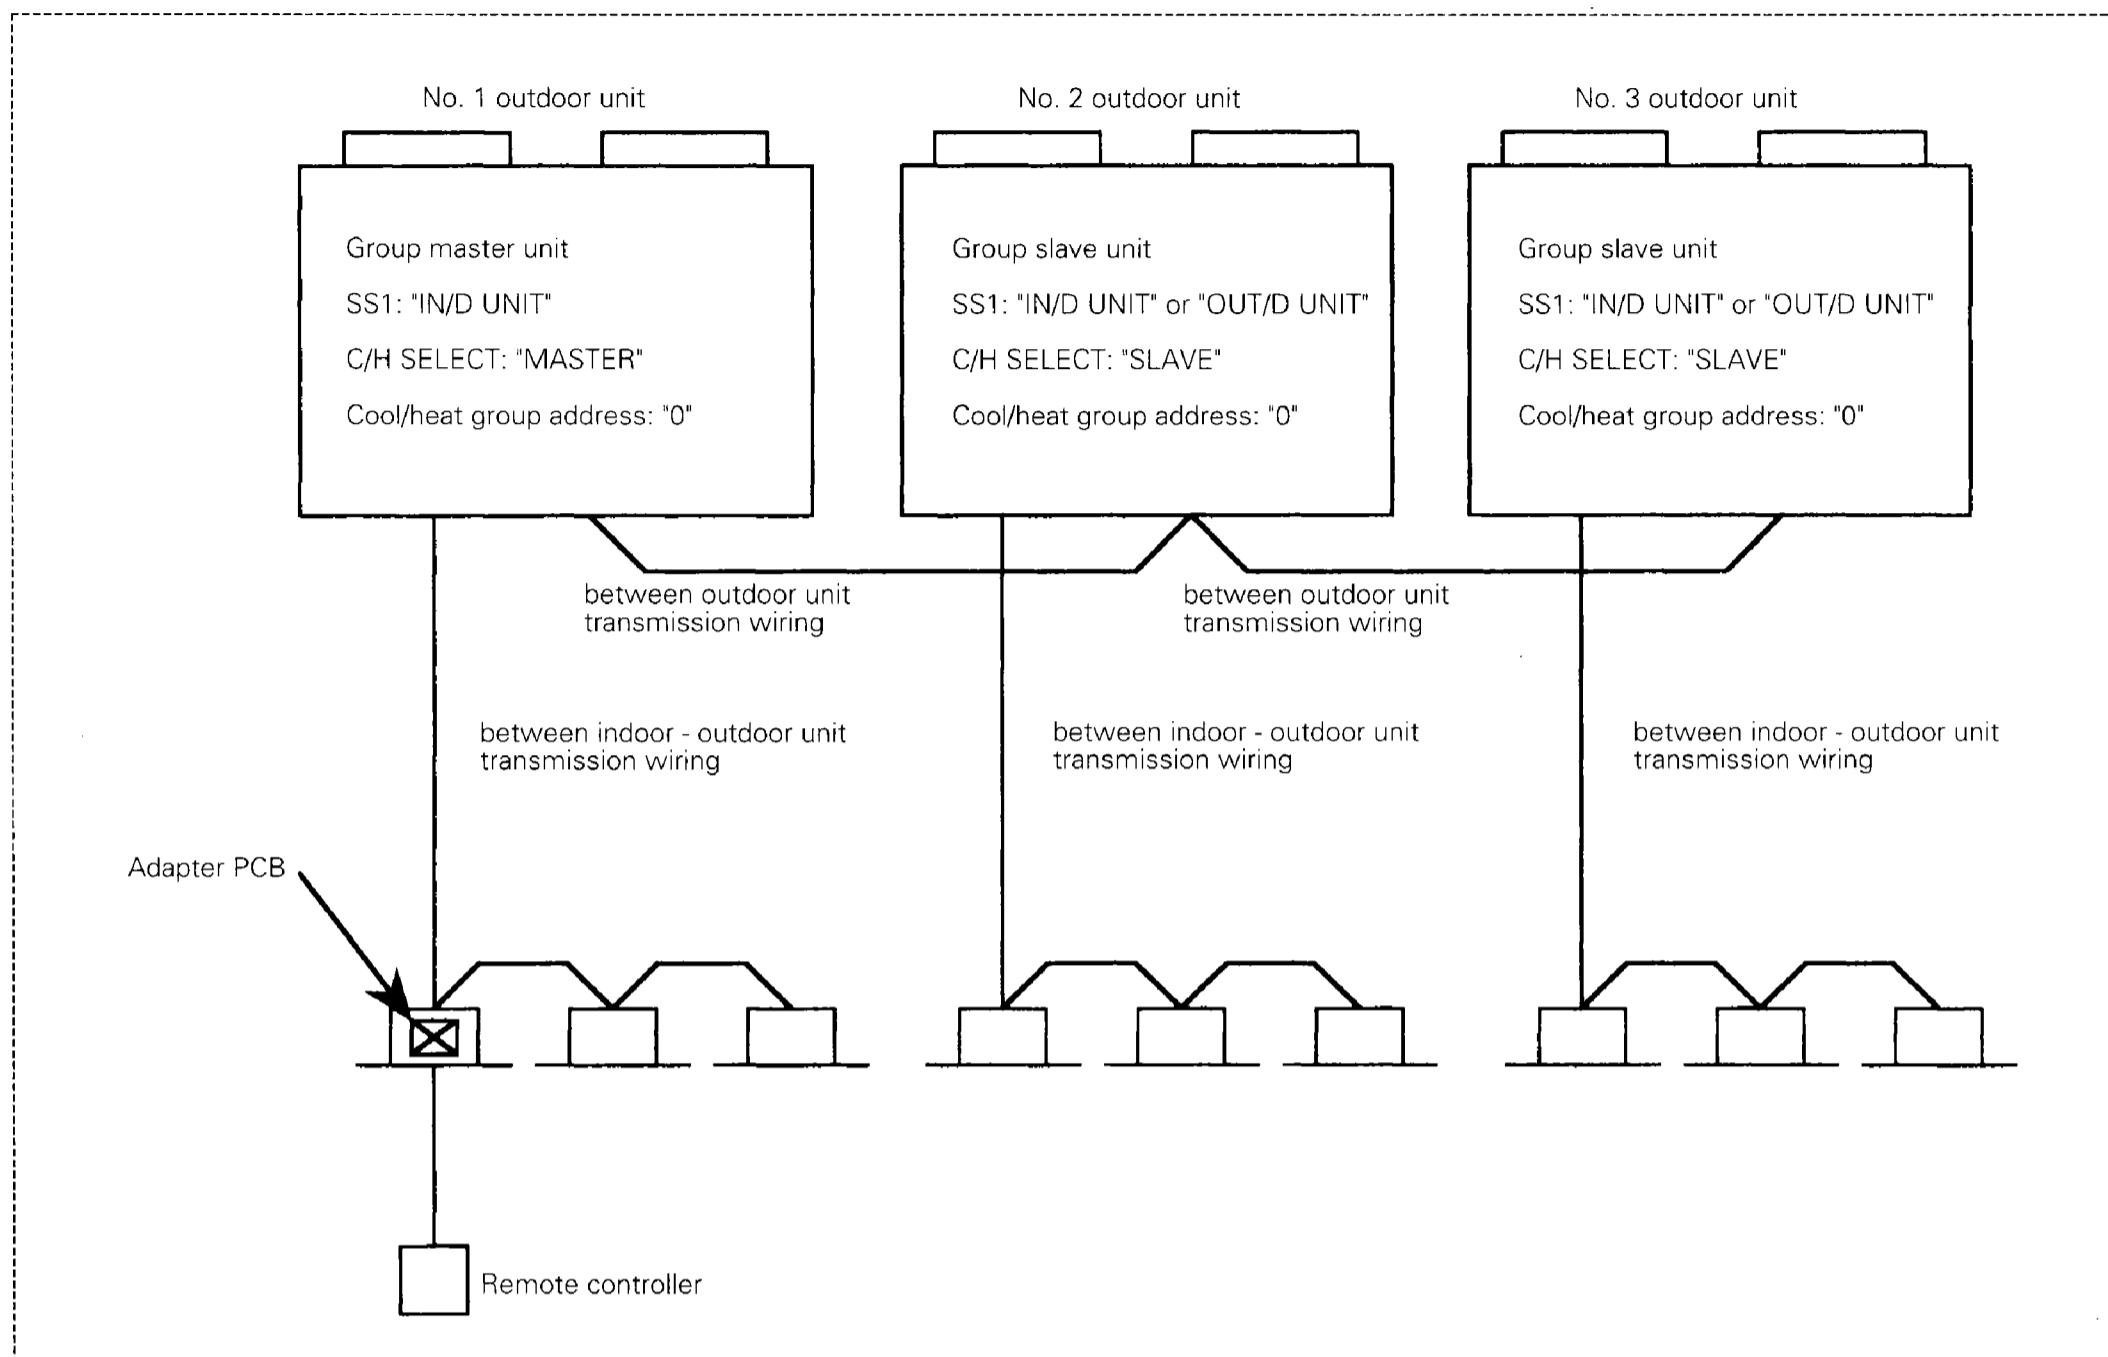 No. 1 outdoor unit
No. 2 outdoor unit
No. 3 outdoor unit
Group master unit
SS1: "IN/D UNIT"
C/H SELECT: "MASTER"
Cool/heat group address: "0"
Group slave unit
SS1: "IN/D UNIT" or "OUT/D UNIT"
C/H SELECT: "SLAVE"
Cool/heat group address: "0"
Group slave unit
SS1: "IN/D UNIT" or "OUT/D UNIT"
C/H SELECT: "SLAVE"
Cool/heat group address: "0"
between outdoor unit
transmission wiring
between outdoor unit
transmission wiring
between indoor - outdoor unit
transmission wiring
between indoor - outdoor unit
transmission wiring
between indoor - outdoor unit
transmission wiring
Adapter PCB
Remote controller